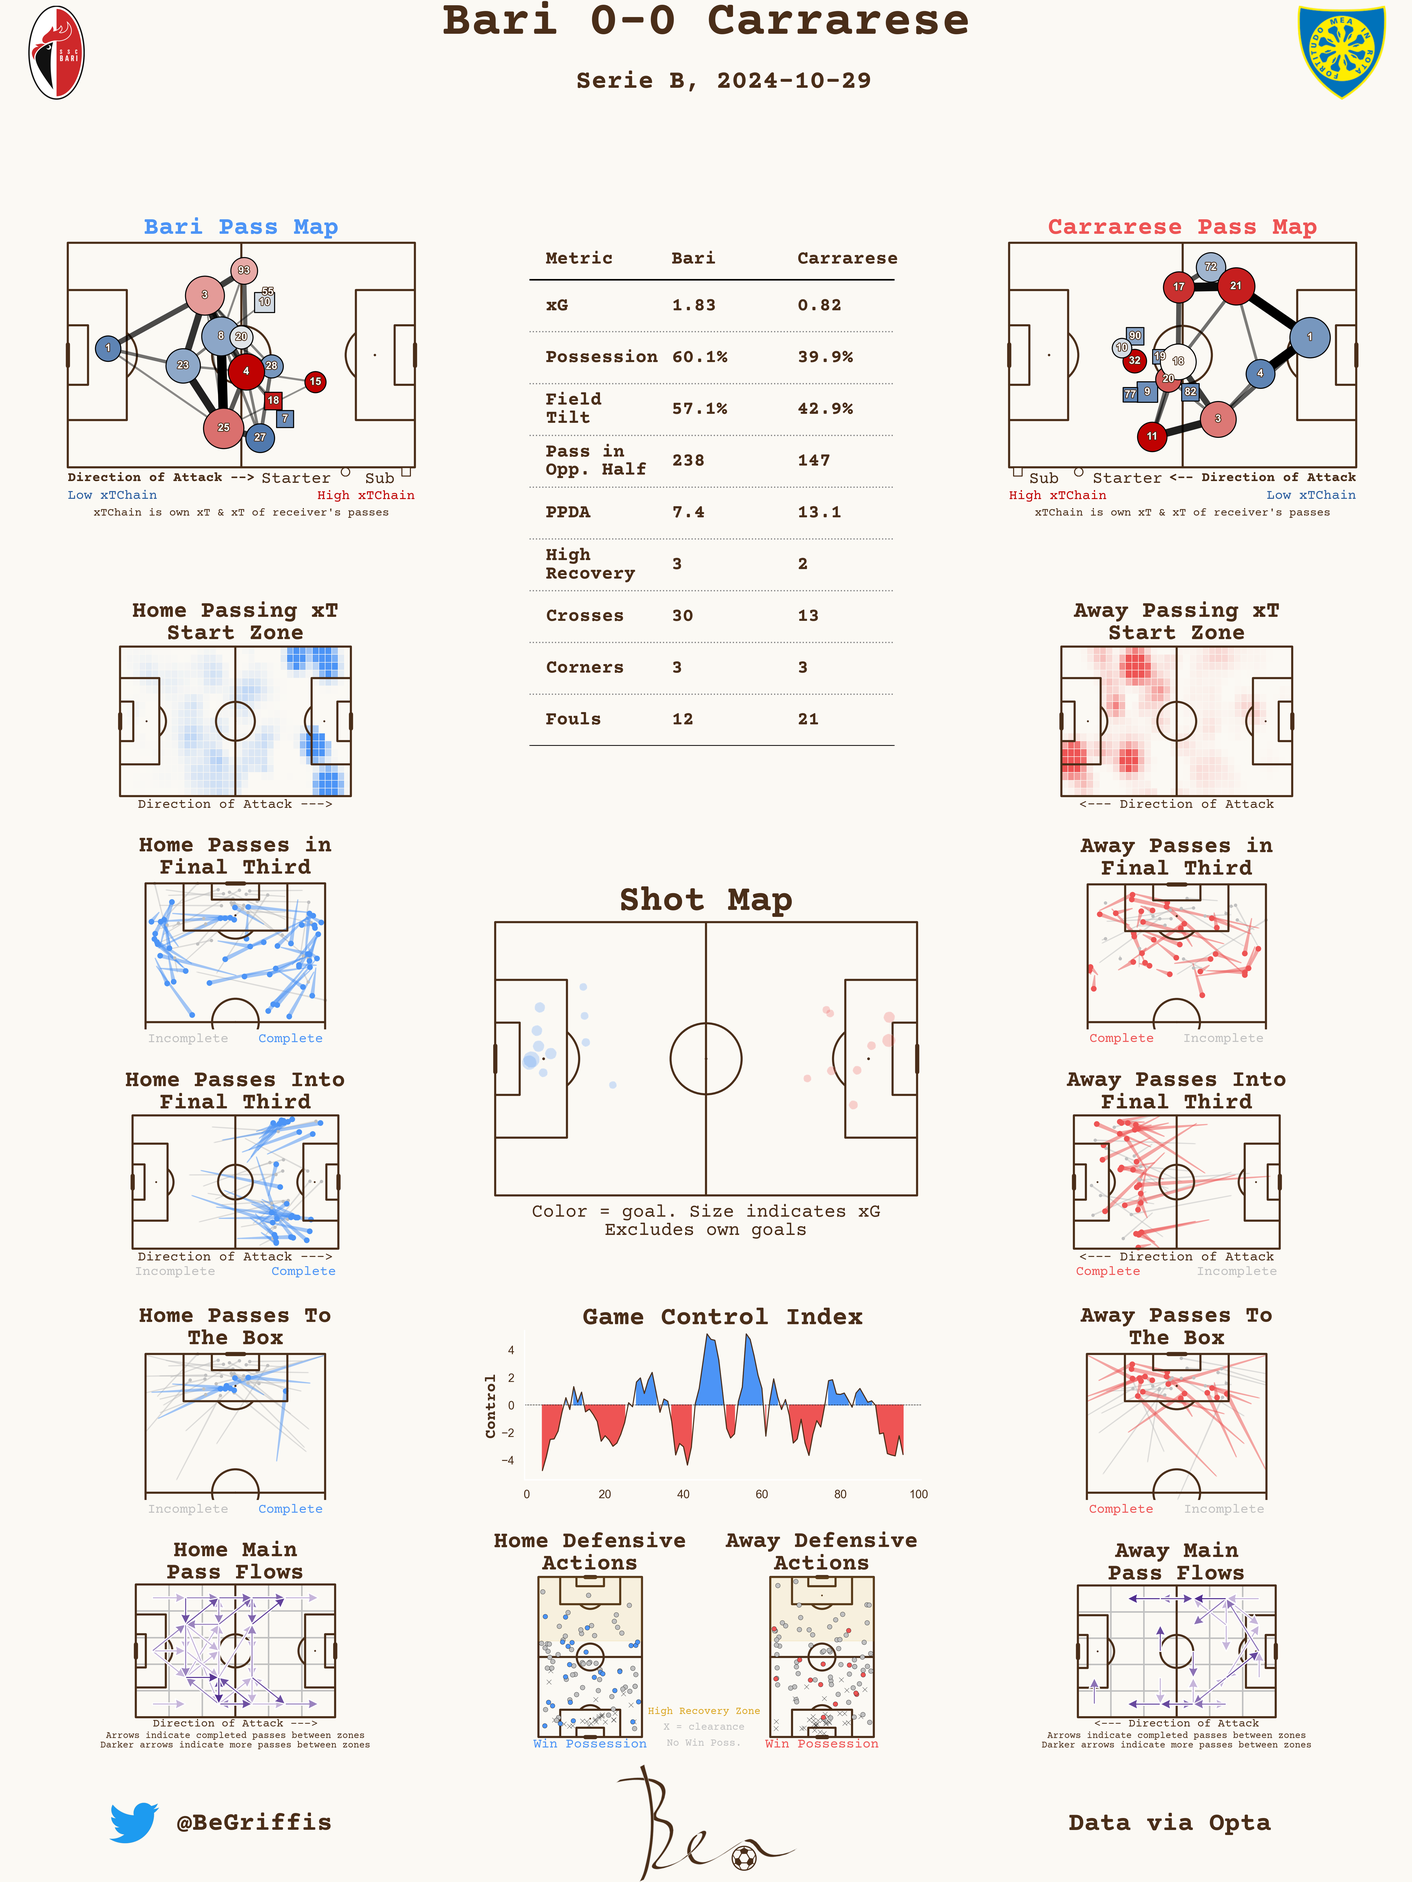 Bari 0-0 Carrarese
Serie B, 2024-10-29
SSC
BARI
FORTITUDO MEA IN ROTA
Bari Pass Map
93
3
55
10
8
20
1
23
4
28
15
18
7
25
27
Direction of Attack --> Starter Sub
Low xTChain High xTChain
xTChain is own xT & xT of receiver's passes
Metric Bari Carrarese
xG 1.83 0.82
Possession 60.1% 39.9%
Field
Tilt 57.1% 42.9%
Pass in
Opp. Half 238 147
PPDA 7.4 13.1
High
Recovery 3 2
Crosses 30 13
Corners 3 3
Fouls 12 21
Carrarese Pass Map
72
17
21
90
1
10
19
32
18
4
20
77
9
82
3
11
Sub Starter <-- Direction of Attack
High xTChain Low xTChain
xTChain is own xT & xT of receiver's passes
Home Passing xT
Start Zone
Direction of Attack --->
Away Passing xT
Start Zone
<--- Direction of Attack
Home Passes in
Final Third
Incomplete Complete
Away Passes in
Final Third
Complete Incomplete
Shot Map
Color = goal. Size indicates xG
Excludes own goals
Home Passes Into
Final Third
Direction of Attack --->
Incomplete Complete
Away Passes Into
Final Third
<--- Direction of Attack
Complete Incomplete
Home Passes To
The Box
Incomplete Complete
Game Control Index
Control
4
2
0
−2
−4
0 20 40 60 80 100
Away Passes To
The Box
Complete Incomplete
Home Main
Pass Flows
Direction of Attack --->
Arrows indicate completed passes between zones
Darker arrows indicate more passes between zones
Home Defensive
Actions
Win Possession
High Recovery Zone
X = clearance
No Win Poss.
Away Defensive
Actions
Win Possession
Away Main
Pass Flows
<--- Direction of Attack
Arrows indicate completed passes between zones
Darker arrows indicate more passes between zones
@BeGriffis
Ben
Data via Opta